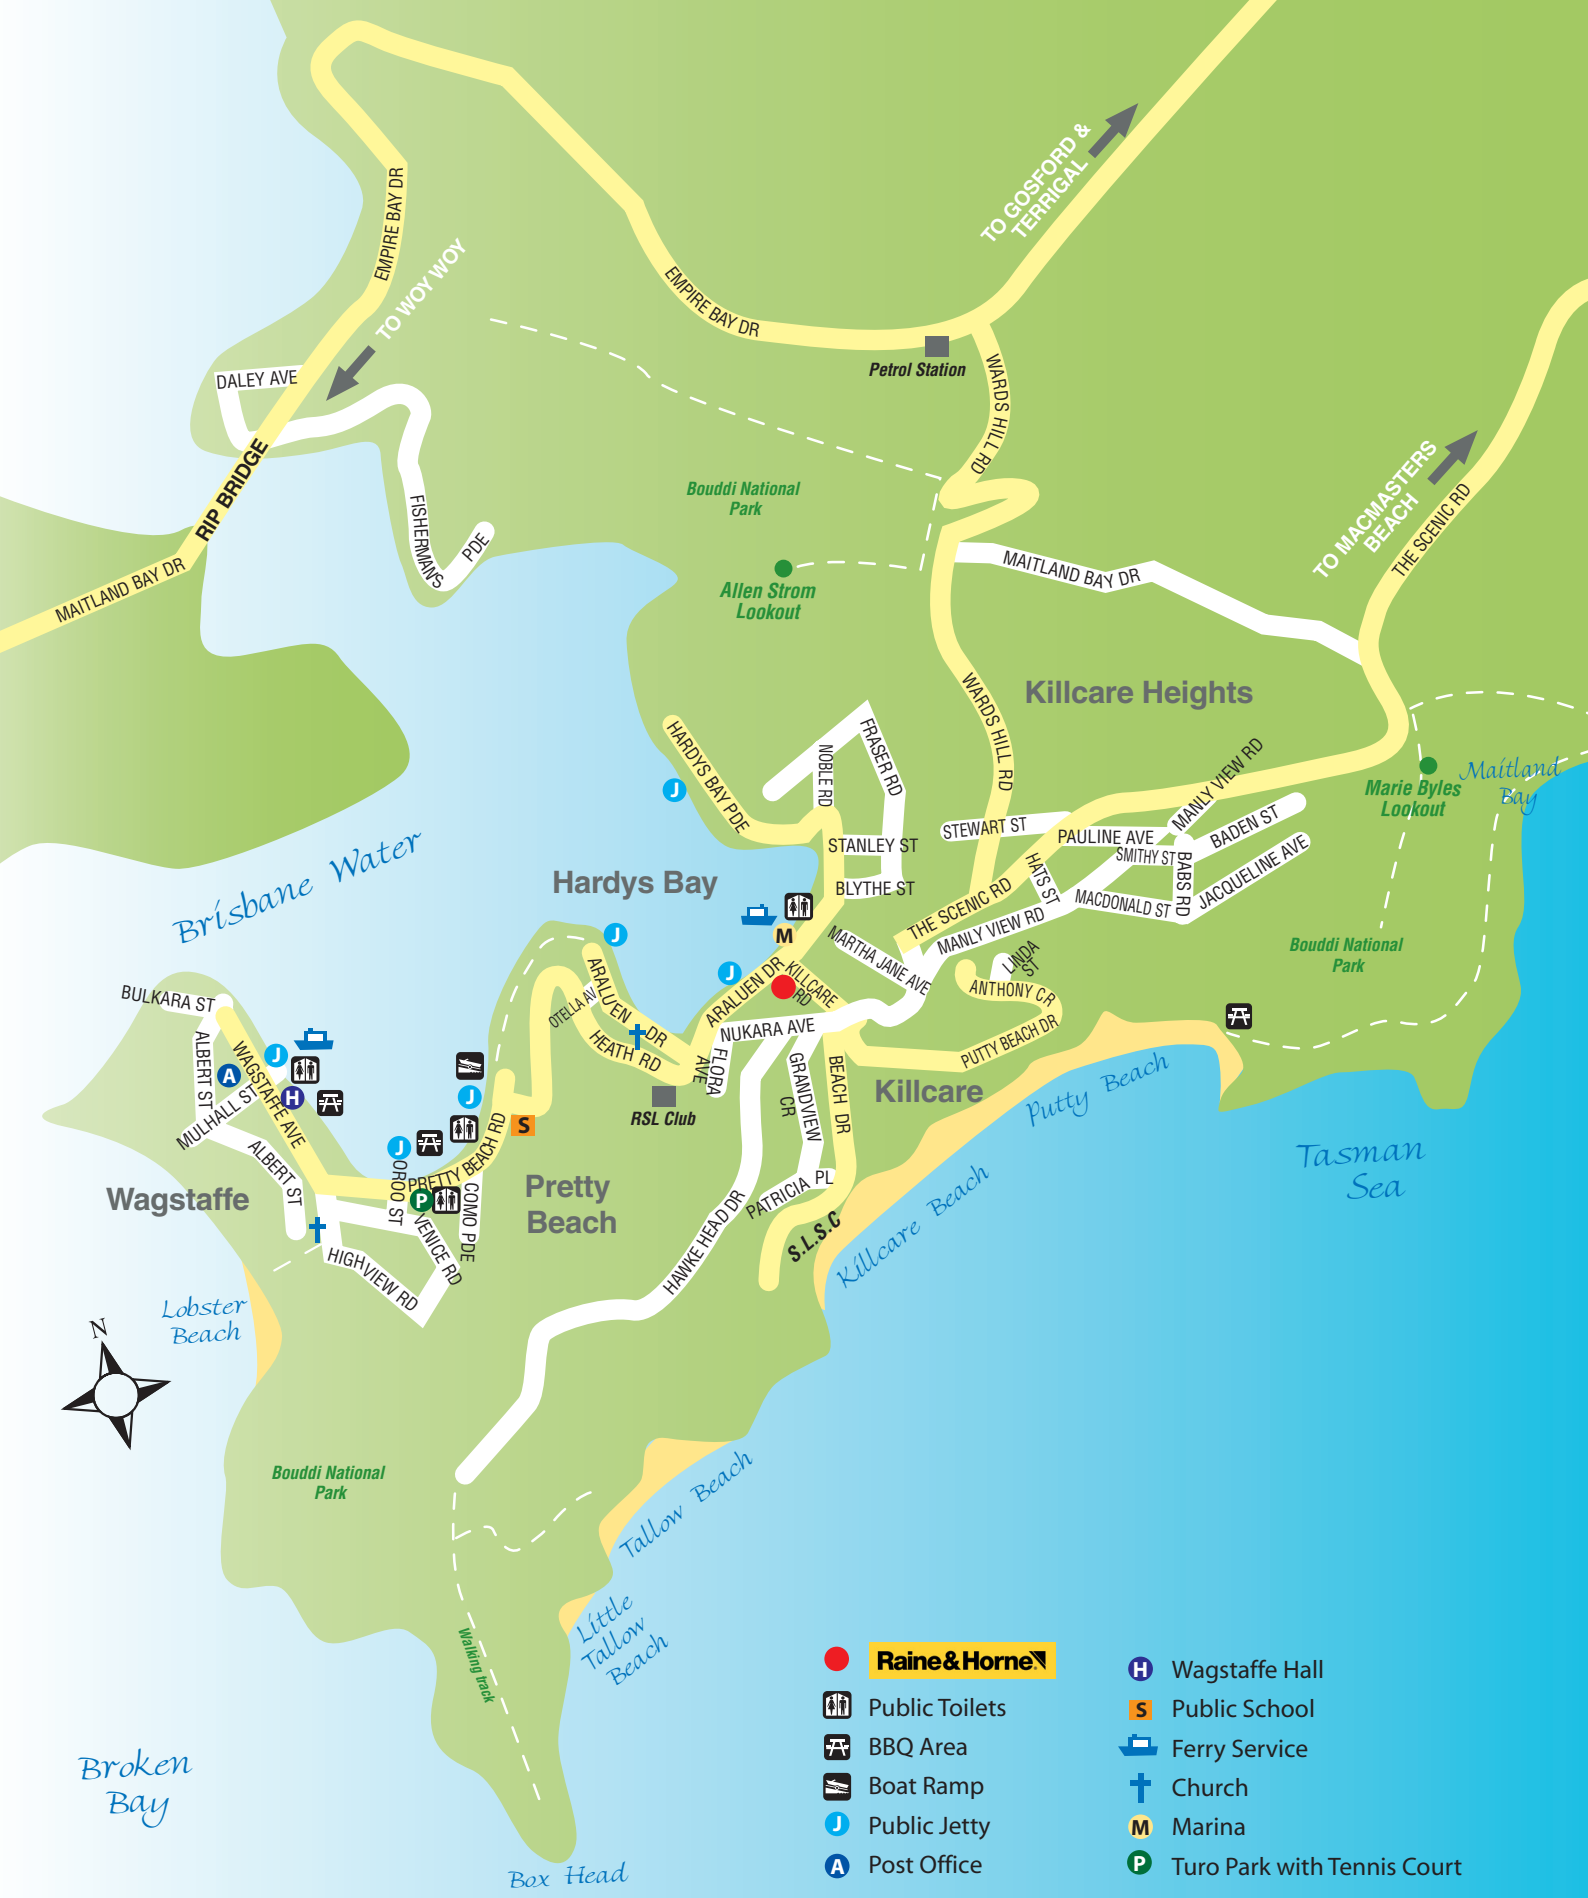 EMPIRE BAY DR
TO WOY WOY
TO GOSFORD &
TERRIGAL
EMPIRE BAY DR
Petrol Station
WARDS HILL RD
DALEY AVE
RIP BRIDGE
FISHERMANS
PDE
MAITLAND BAY DR
Bouddi National
Park
Allen Strom
Lookout
MAITLAND BAY DR
TO MACMASTERS
BEACH
THE SCENIC RD
Killcare Heights
WARDS HILL RD
HARDYS BAY PDE
J
NOBLE RD
FRASER RD
STANLEY ST
BLYTHE ST
STEWART ST
PAULINE AVE
MANLY VIEW RD
SMITHY ST
BABS RD
BADEN ST
JACQUELINE AVE
MACDONALD ST
HATS ST
Marie Byles
Lookout
Maitland
Bay
Brisbane Water
Hardys Bay
M
J
J
THE SCENIC RD
MANLY VIEW RD
MARTHA JANE AVE
LINDA
ST
ANTHONY CR
PUTTY BEACH DR
Bouddi National
Park
ARALUEN DR
KILLCARE
RD
NUKARA AVE
FLORA
AVE
ARALUEN
DR
OTELLA AV
HEATH RD
RSL Club
GRANDVIEW
CR
BEACH DR
Killcare
Putty Beach
BULKARA ST
ALBERT ST
WAGSTAFFE AVE
MULHALL ST
ALBERT ST
A
J
H
J
J
S
P
PRETTY BEACH RD
OROO ST
VENICE RD
COMO PDE
HIGHVIEW RD
Wagstaffe
Pretty
Beach
PATRICIA PL
HAWKE HEAD DR
S.L.S.C
Killcare Beach
Tasman
Sea
Lobster
Beach
N
Bouddi National
Park
Tallow Beach
Little
Tallow
Beach
Walking track
Broken
Bay
Box Head
Raine&Horne
Public Toilets
BBQ Area
Boat Ramp
J Public Jetty
A Post Office
H Wagstaffe Hall
S Public School
Ferry Service
Church
M Marina
P Turo Park with Tennis Court